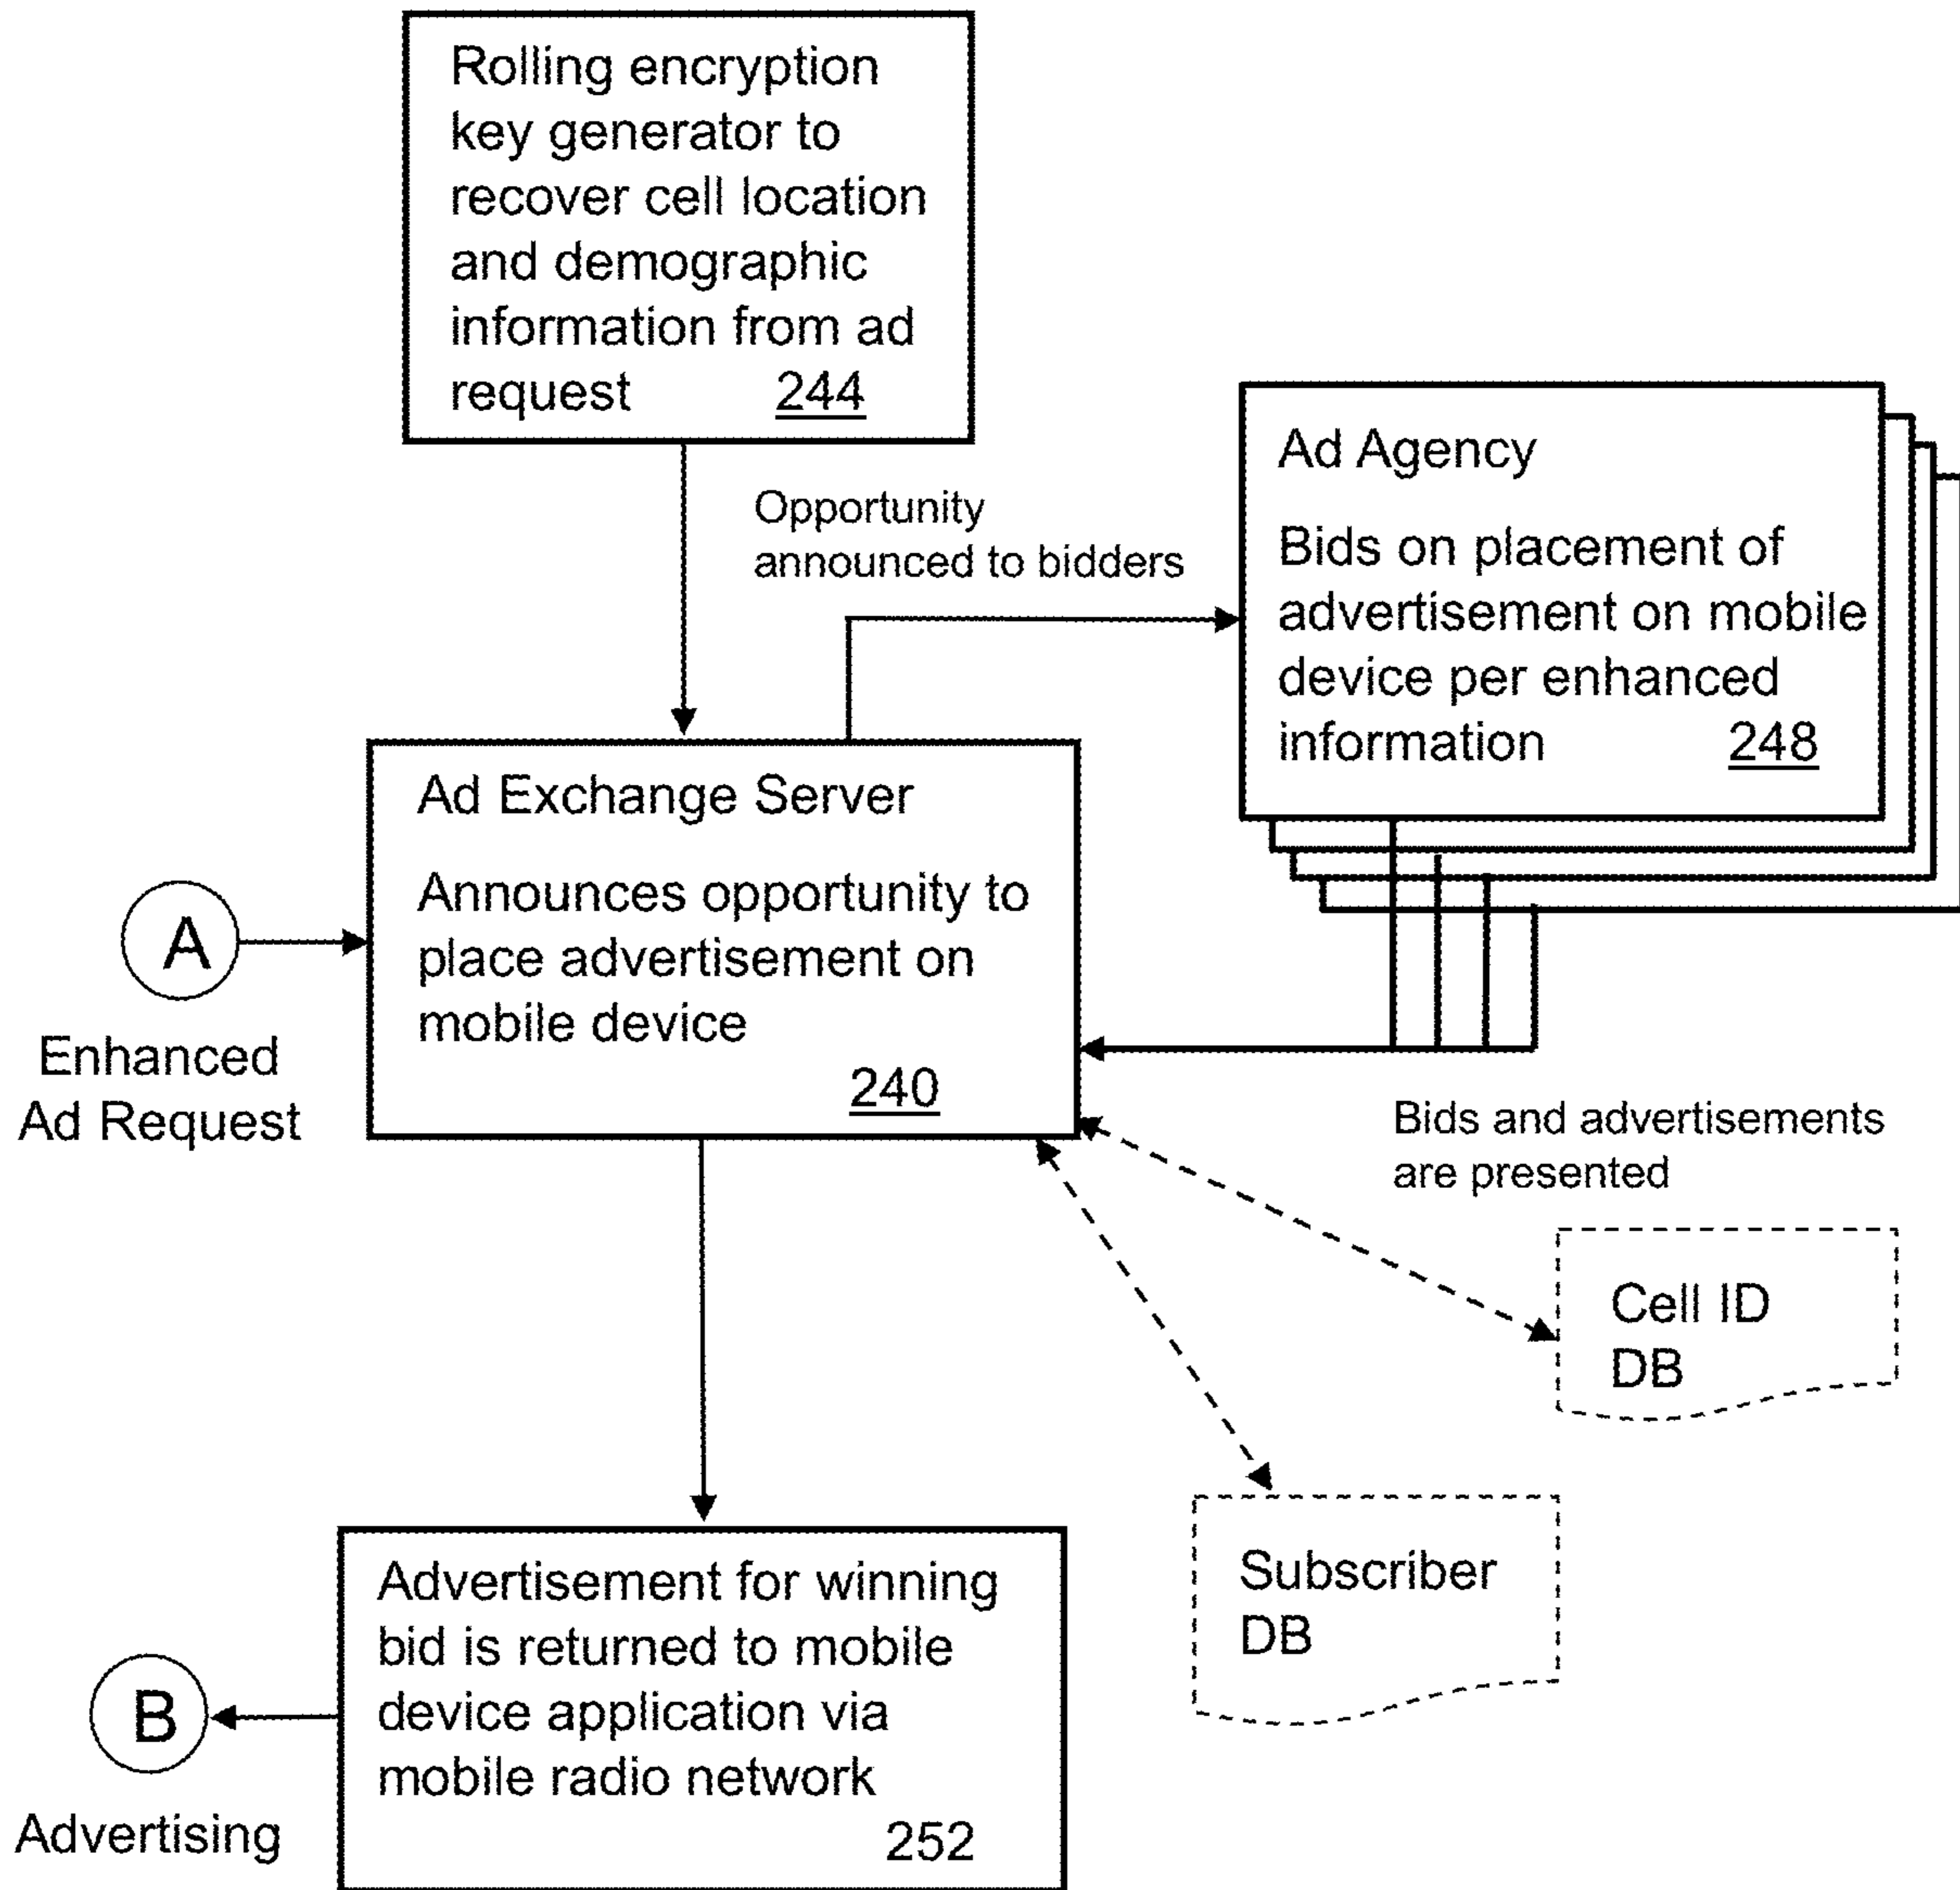 Rolling encryption
key generator to
recover cell location
and demographic
information from ad
request 244
Opportunity
announced to bidders
Ad Agency
Bids on placement of
advertisement on mobile
device per enhanced
information 248
Ad Exchange Server
Announces opportunity to
place advertisement on
mobile device
240
A
Enhanced
Ad Request
Bids and advertisements
are presented
Cell ID
DB
Subscriber
DB
Advertisement for winning
bid is returned to mobile
device application via
mobile radio network
252
B
Advertising